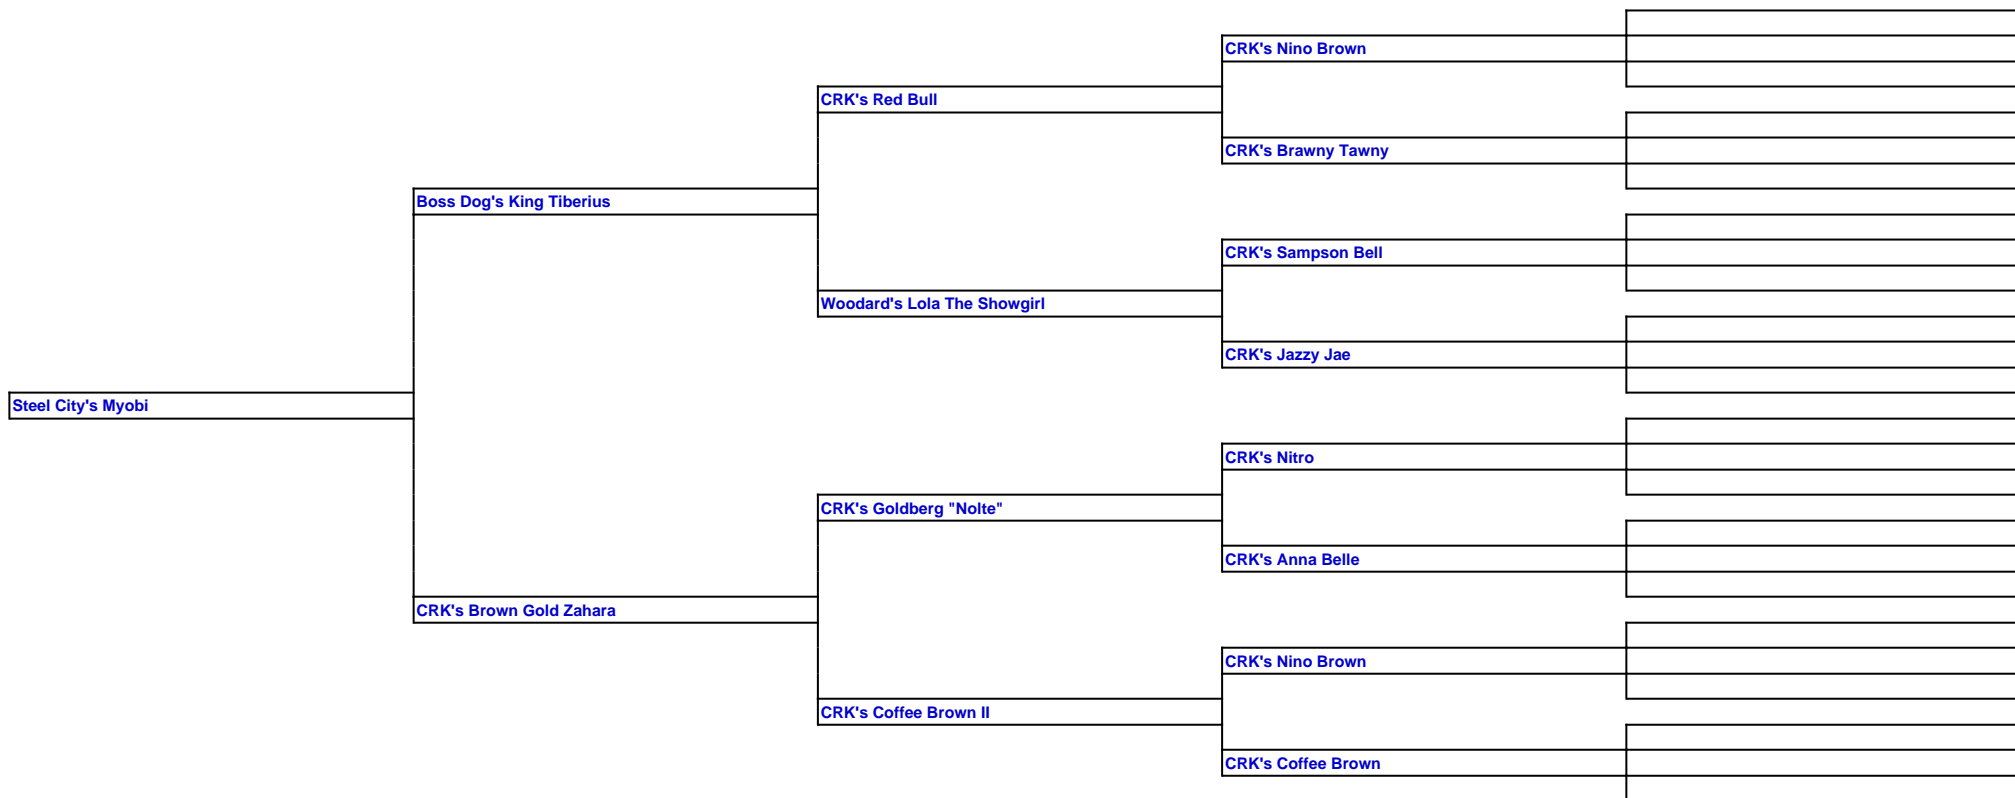 CRK's Nino Brown
CRK's Red Bull
CRK's Brawny Tawny
Boss Dog's King Tiberius
CRK's Sampson Bell
Woodard's Lola The Showgirl
CRK's Jazzy Jae
Steel City's Myobi
CRK's Nitro
CRK's Goldberg "Nolte"
CRK's Anna Belle
CRK's Brown Gold Zahara
CRK's Nino Brown
CRK's Coffee Brown II
CRK's Coffee Brown